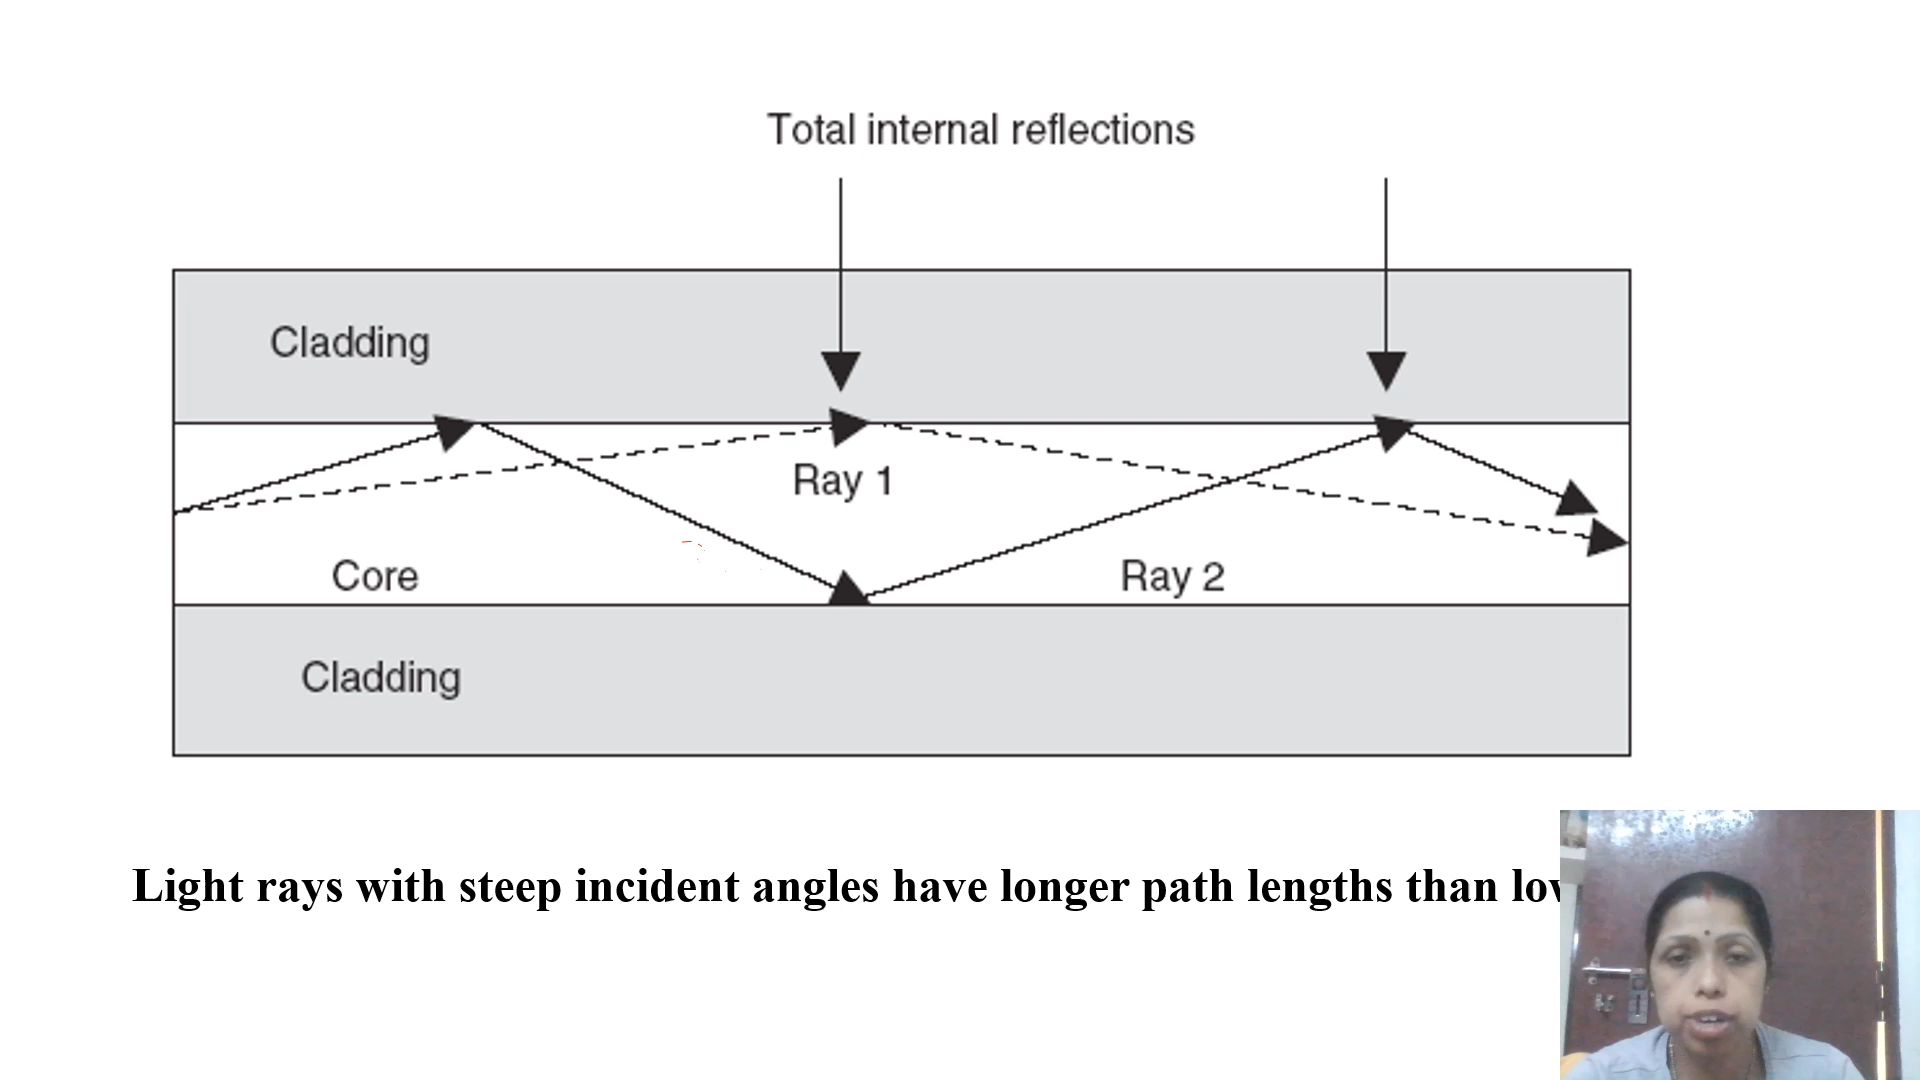 Total internal reflections
Cladding
Ray 1
Core
Ray 2
Cladding
Light rays with steep incident angles have longer path lengths than